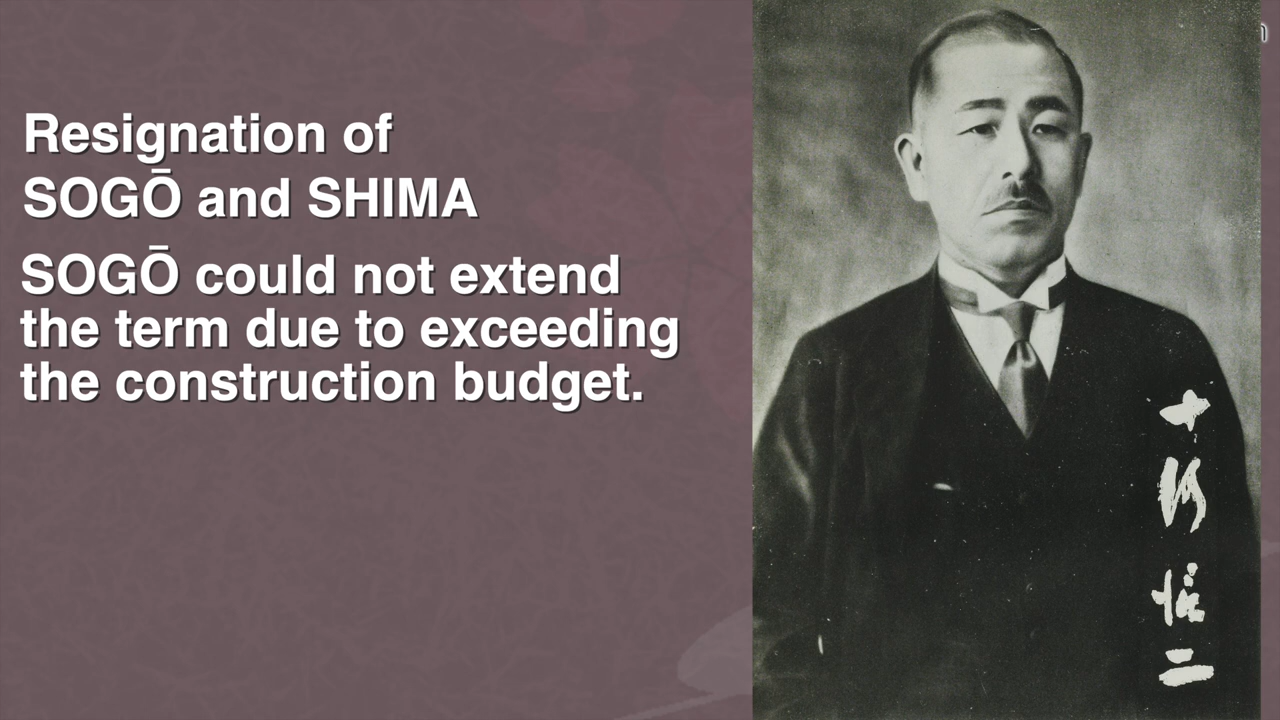 Resignation of
SOGŌ and SHIMA
SOGŌ could not extend
the term due to exceeding
the construction budget.
十河信二